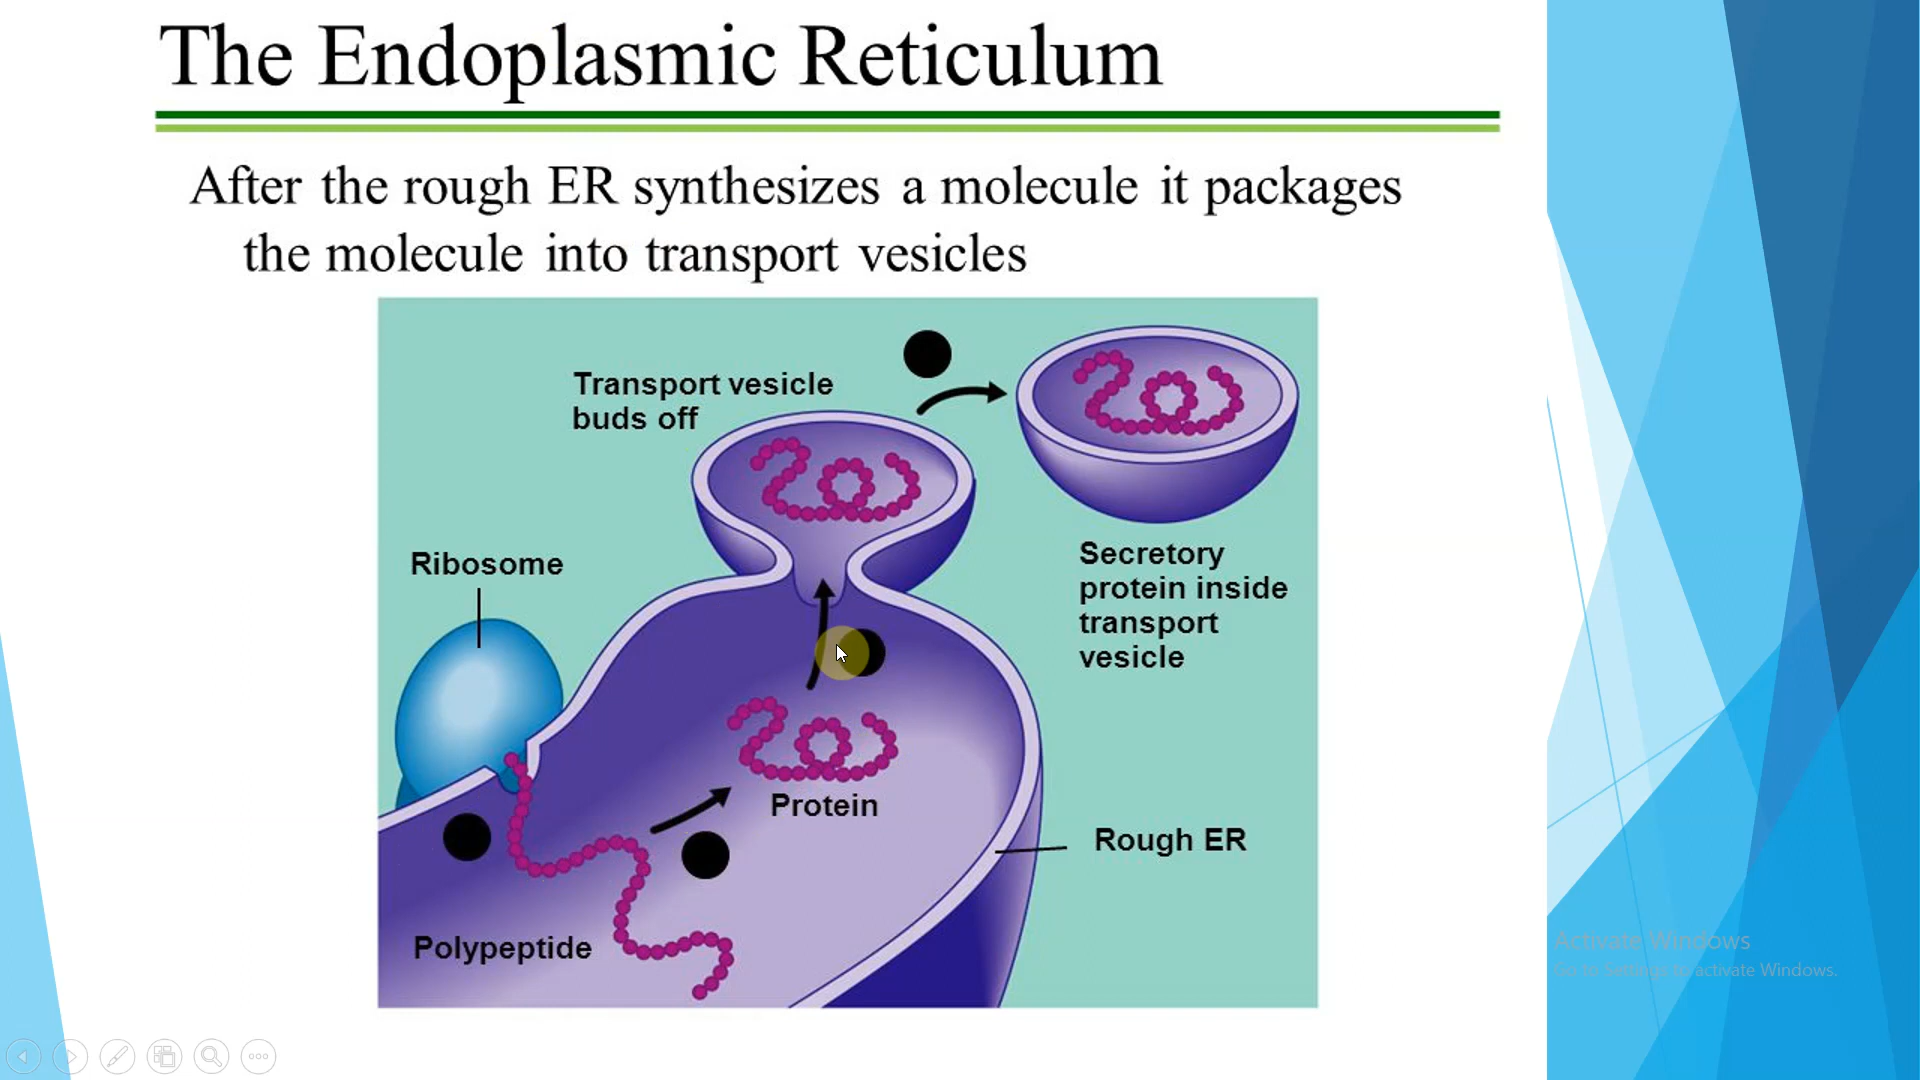 The Endoplasmic Reticulum
After the rough ER synthesizes a molecule it packages
the molecule into transport vesicles
Transport vesicle
buds off
Ribosome
Secretory
protein inside
transport
vesicle
Protein
Rough ER
Polypeptide
Activate Windows
Go to Settings to activate Windows.